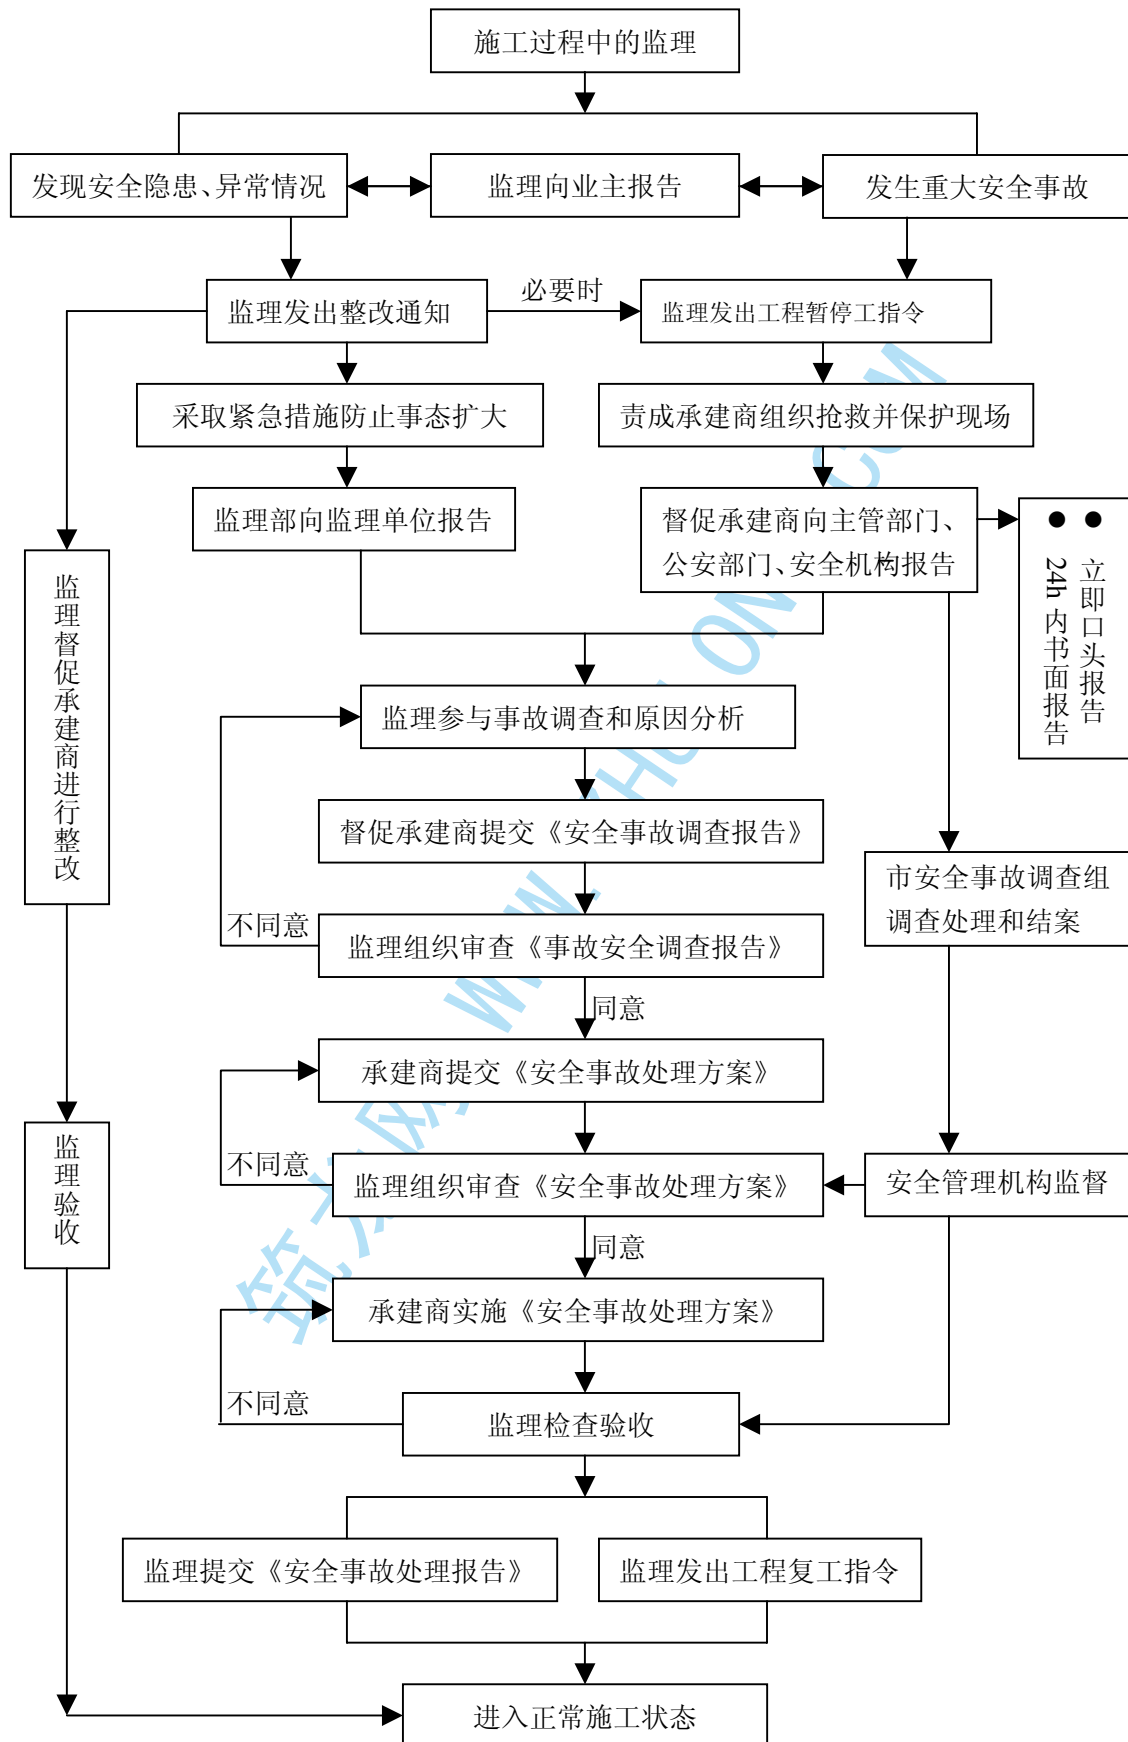 施工过程中的监理
发现安全隐患、异常情况
监理向业主报告
发生重大安全事故
监理发出整改通知
必要时
监理发出工程暂停工指令
采取紧急措施防止事态扩大
责成承建商组织抢救并保护现场
监理部向监理单位报告
督促承建商向主管部门、
公安部门、安全机构报告
● 立即口头报告
● 24h 内书面报告
监理督促承建商进行整改
监理参与事故调查和原因分析
督促承建商提交《安全事故调查报告》
市安全事故调查组
调查处理和结案
不同意
监理组织审查《事故安全调查报告》
同意
承建商提交《安全事故处理方案》
监理验收
不同意
监理组织审查《安全事故处理方案》
安全管理机构监督
同意
承建商实施《安全事故处理方案》
不同意
监理检查验收
监理提交《安全事故处理报告》
监理发出工程复工指令
进入正常施工状态